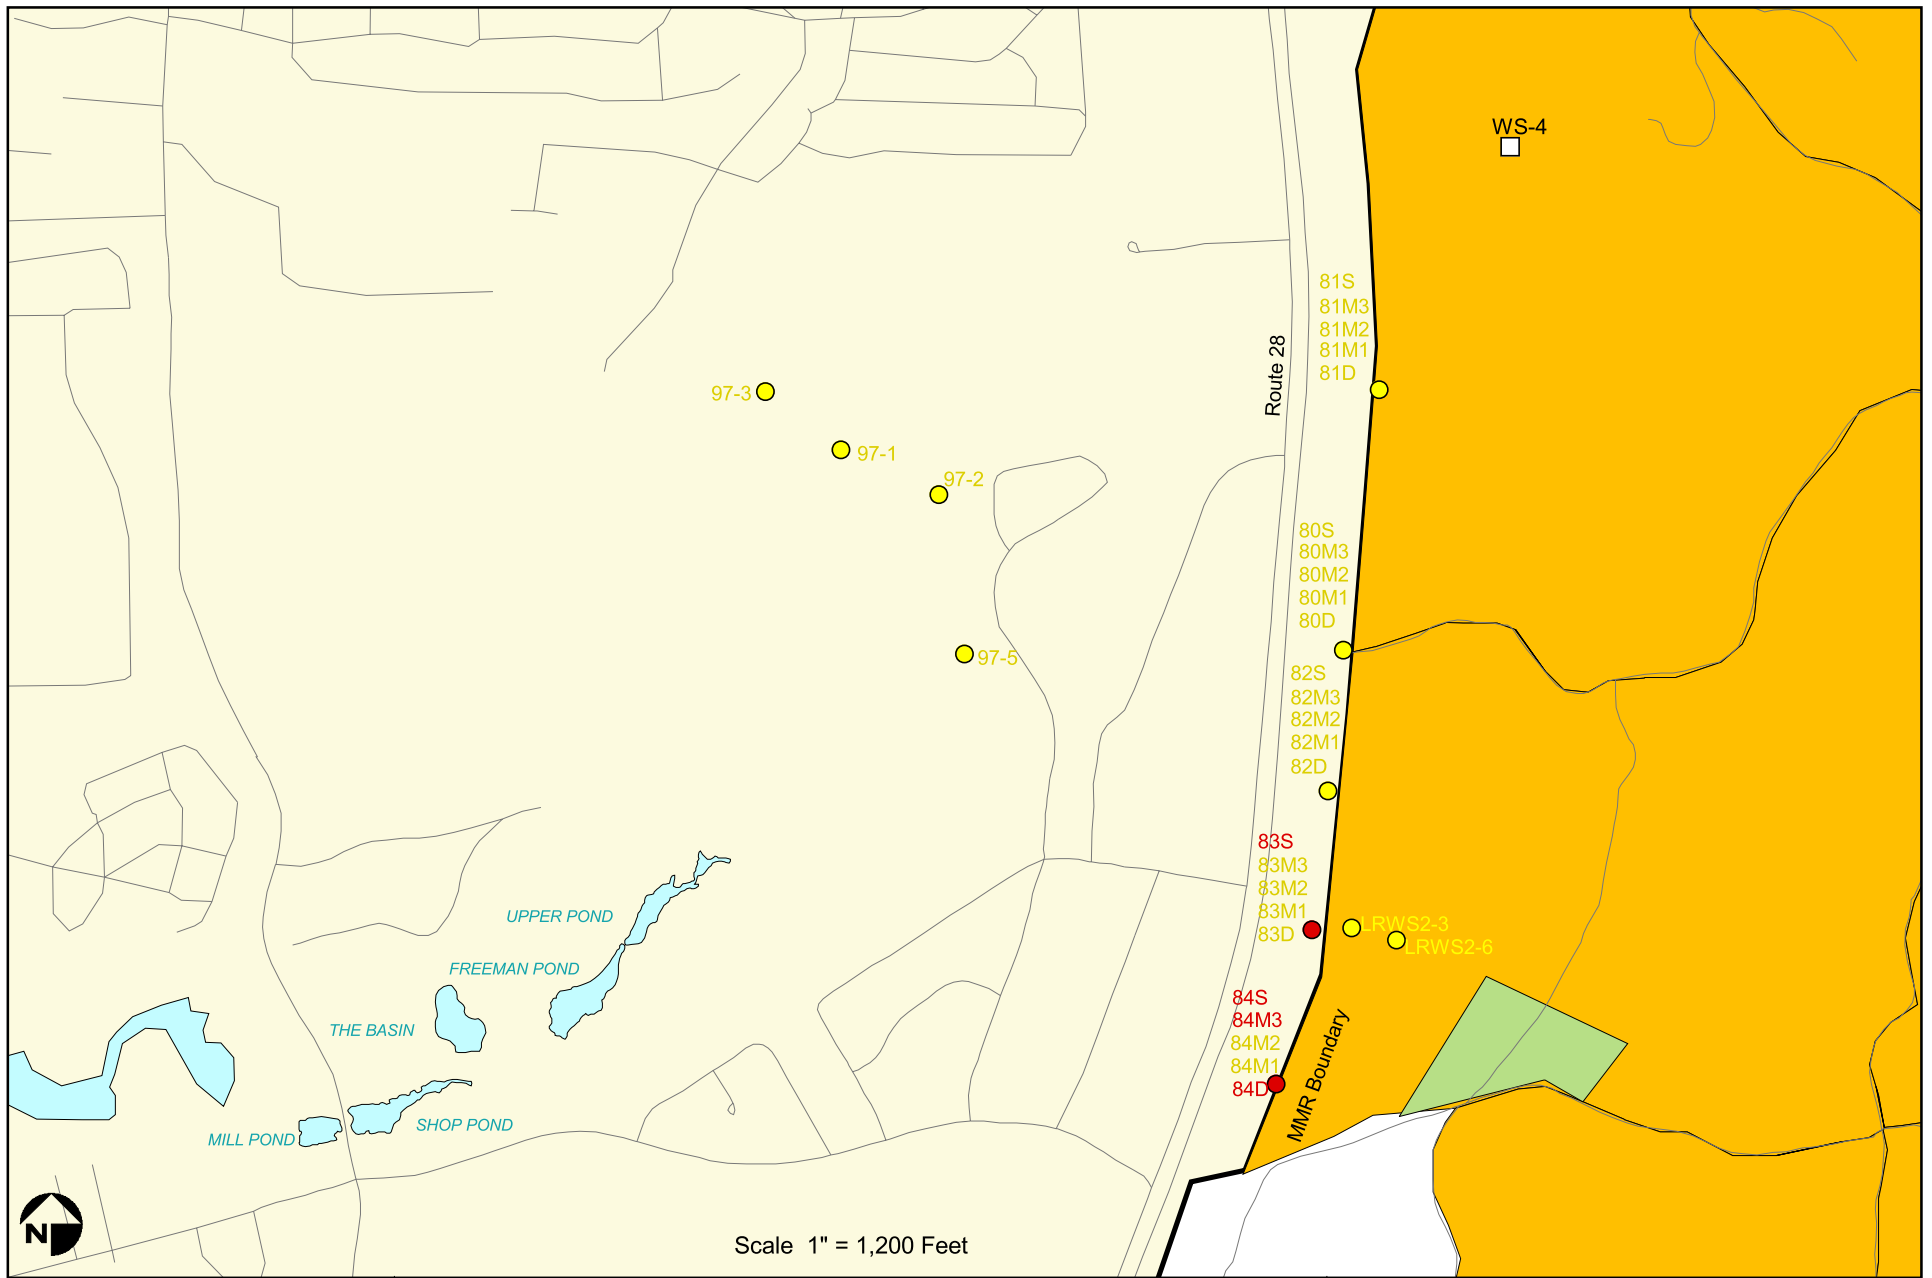 WS-4
81S
81M3
81M2
81M1
81D
Route 28
97-3
97-1
97-2
80S
80M3
80M2
80M1
80D
97-5
82S
82M3
82M2
82M1
82D
83S
83M3
83M2
83M1
83D
LRWS2-3
LRWS2-6
UPPER POND
FREEMAN POND
THE BASIN
84S
84M3
84M2
84M1
84D
MMR Boundary
SHOP POND
MILL POND
N
Scale 1" = 1,200 Feet